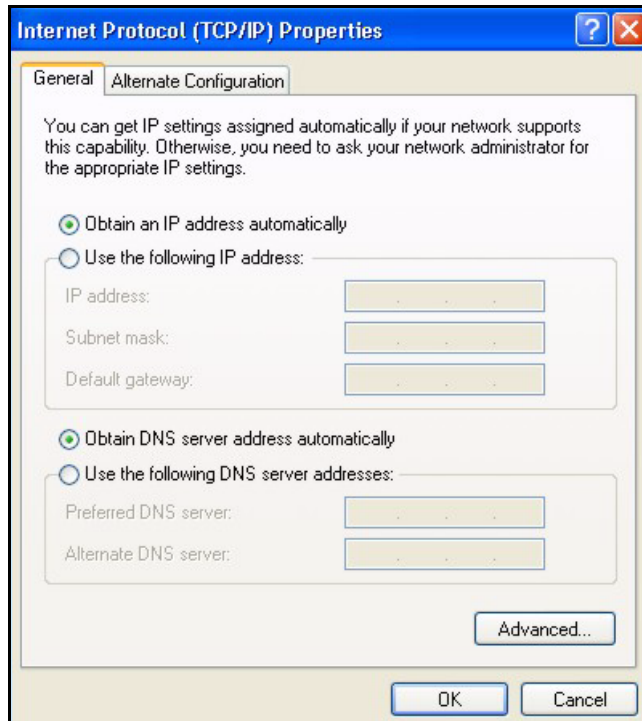 Internet Protocol (TCP/IP) Properties
General
Alternate Configuration
You can get IP settings assigned automatically if your network supports
this capability. Otherwise, you need to ask your network administrator for
the appropriate IP settings.
Obtain an IP address automatically
Use the following IP address:
IP address:
Subnet mask:
Default gateway:
Obtain DNS server address automatically
Use the following DNS server addresses:
Preferred DNS server:
Alternate DNS server:
Advanced...
OK
Cancel